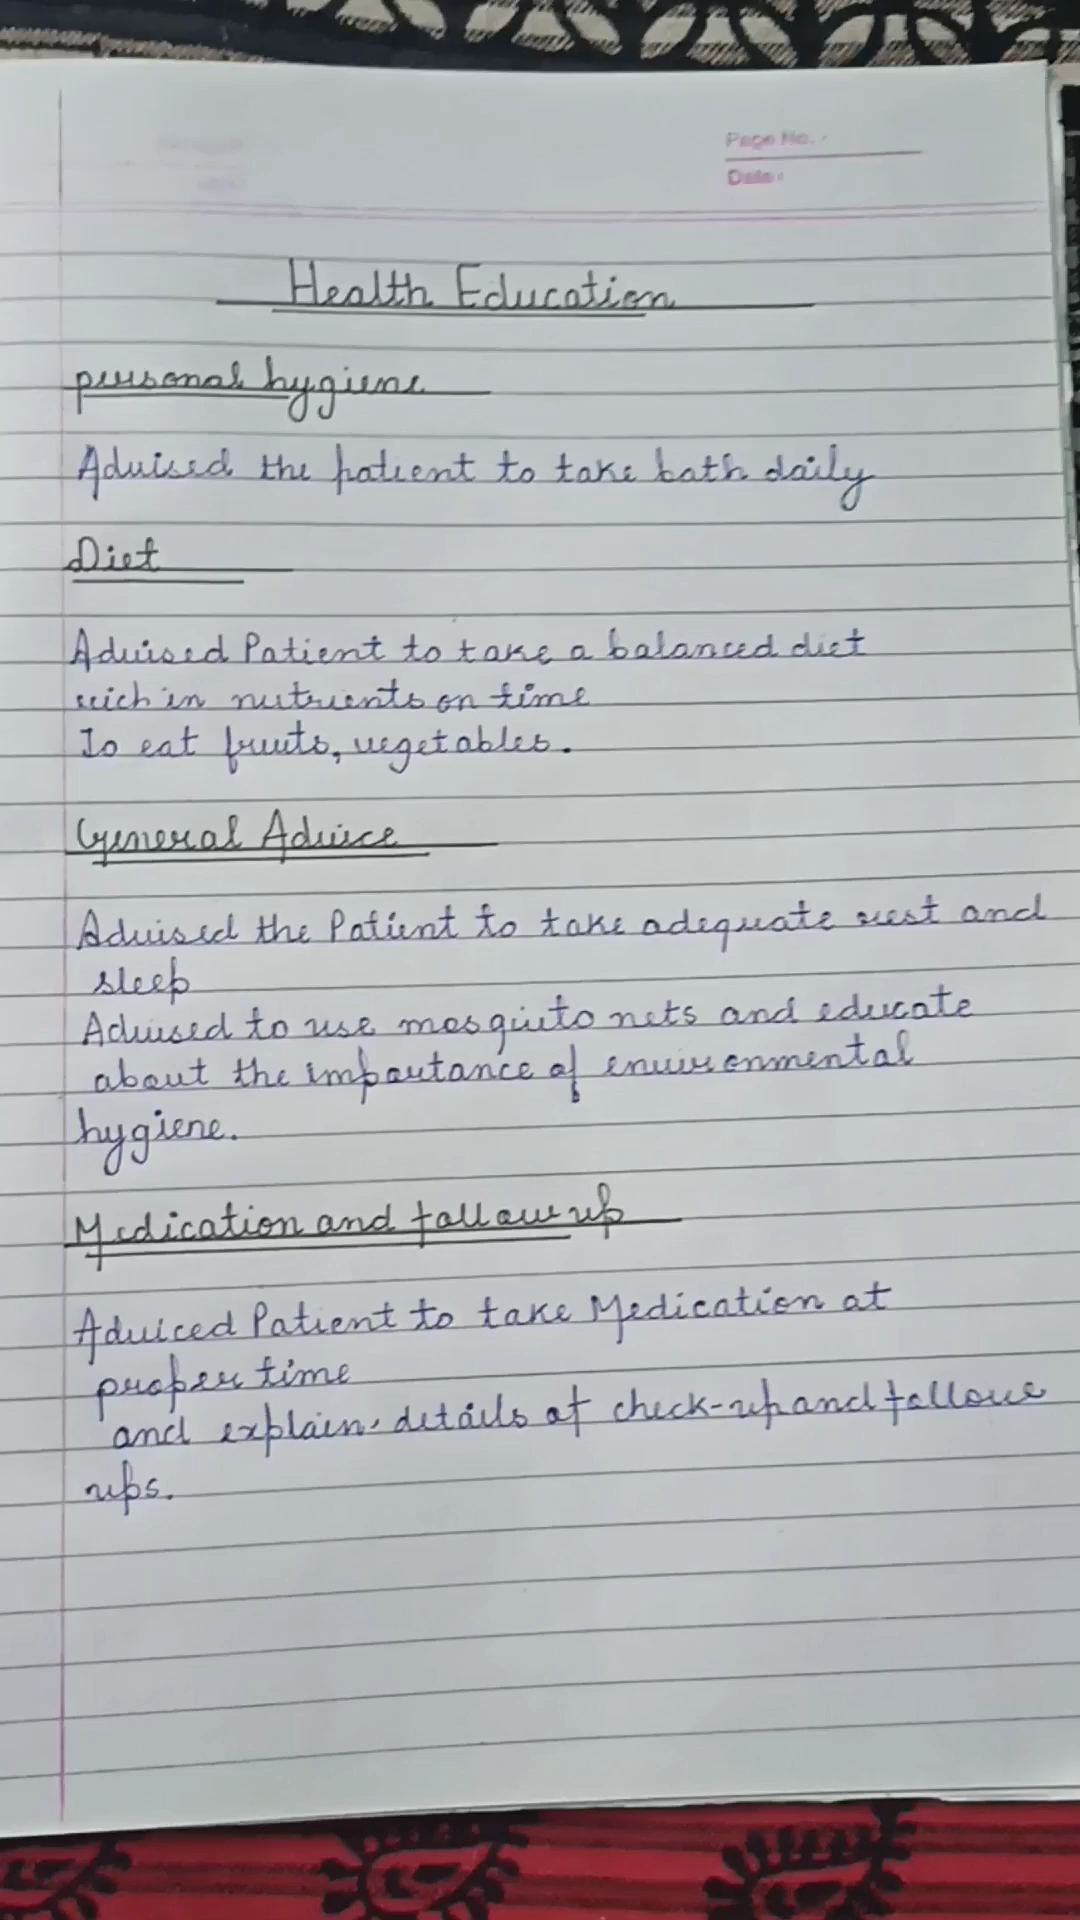 Page No. -
Date:
Health Education
personal hygiene
Advised the patient to take bath daily
Diet
Advised Patient to take a balanced diet
rich in nutrients on time
To eat fruits, vegetables.
General Advice
Advised the Patient to take adequate rest and
sleep
Advised to use mosquito nets and educate
about the importance of environmental
hygiene.
Medication and follow up
Adviced Patient to take Medication at
proper time
and explain details of check-up and follow
ups.